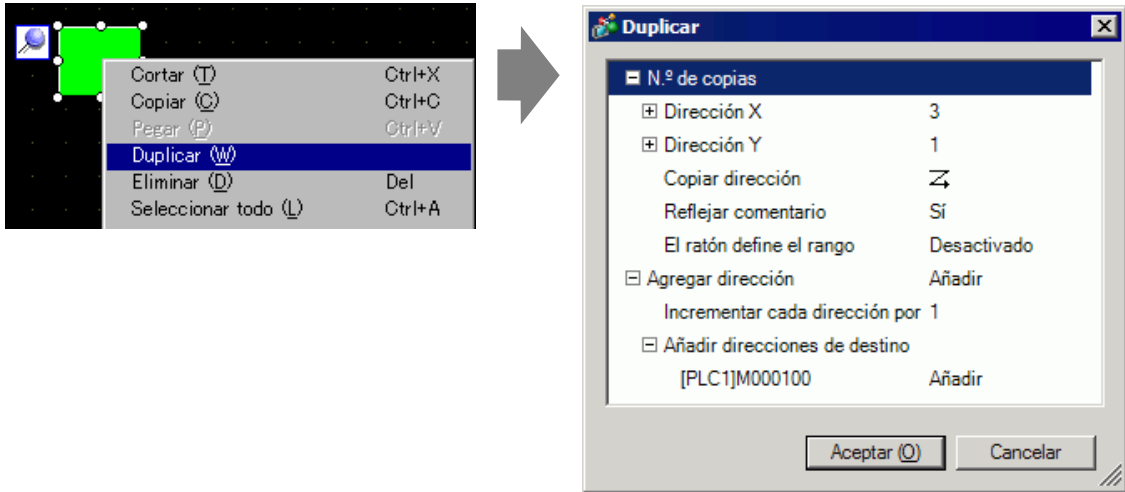 Cortar (T) Ctrl+X
Copiar (C) Ctrl+C
Pegar (P) Ctrl+V
Duplicar (W)
Eliminar (D) Del
Seleccionar todo (L) Ctrl+A
Duplicar
N.º de copias
Dirección X 3
Dirección Y 1
Copiar dirección
Reflejar comentario Sí
El ratón define el rango Desactivado
Agregar dirección Añadir
Incrementar cada dirección por 1
Añadir direcciones de destino
[PLC1]M000100 Añadir
Aceptar (O) Cancelar